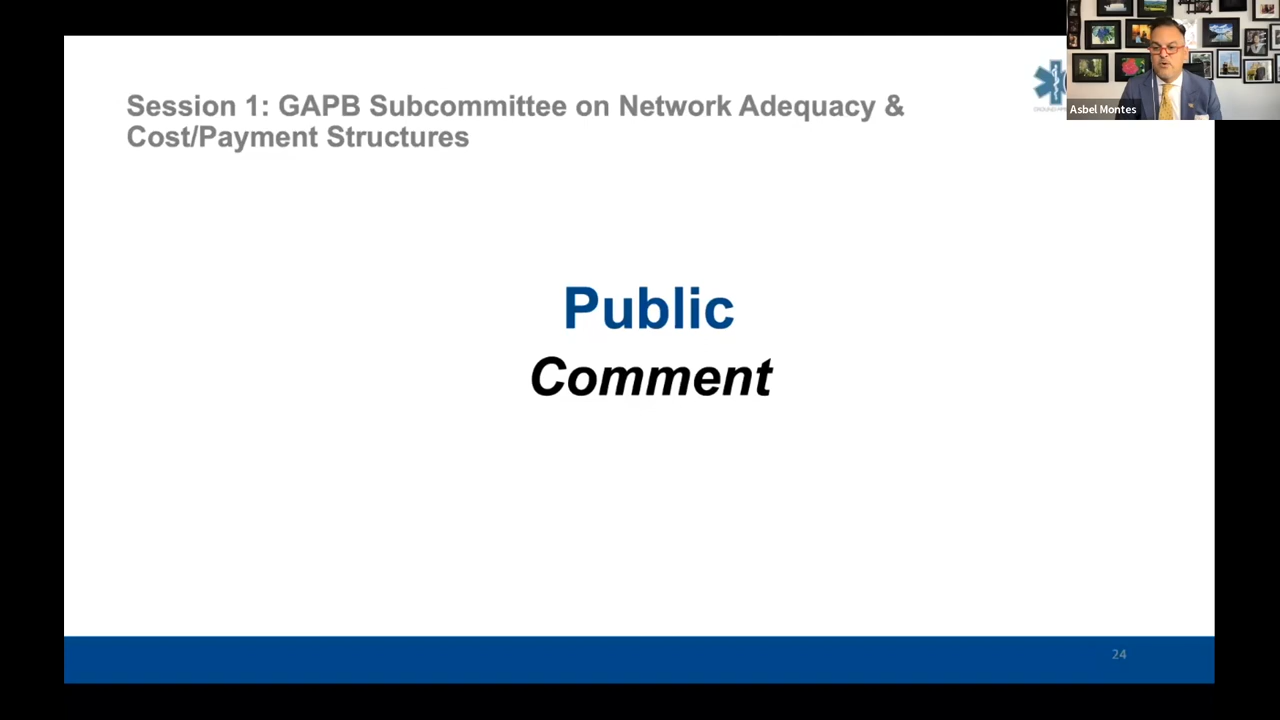 Session 1: GAPB Subcommittee on Network Adequacy &
Cost/Payment Structures
Asbel Montes
Public
Comment
24